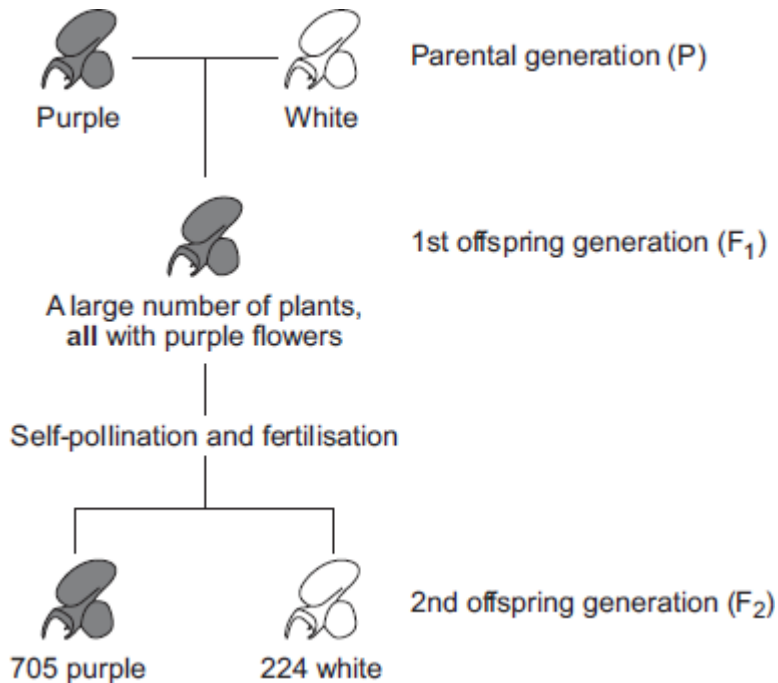 Parental generation (P)
Purple
White
1st offspring generation (F₁)
A large number of plants,
all with purple flowers
Self-pollination and fertilisation
2nd offspring generation (F₂)
705 purple
224 white